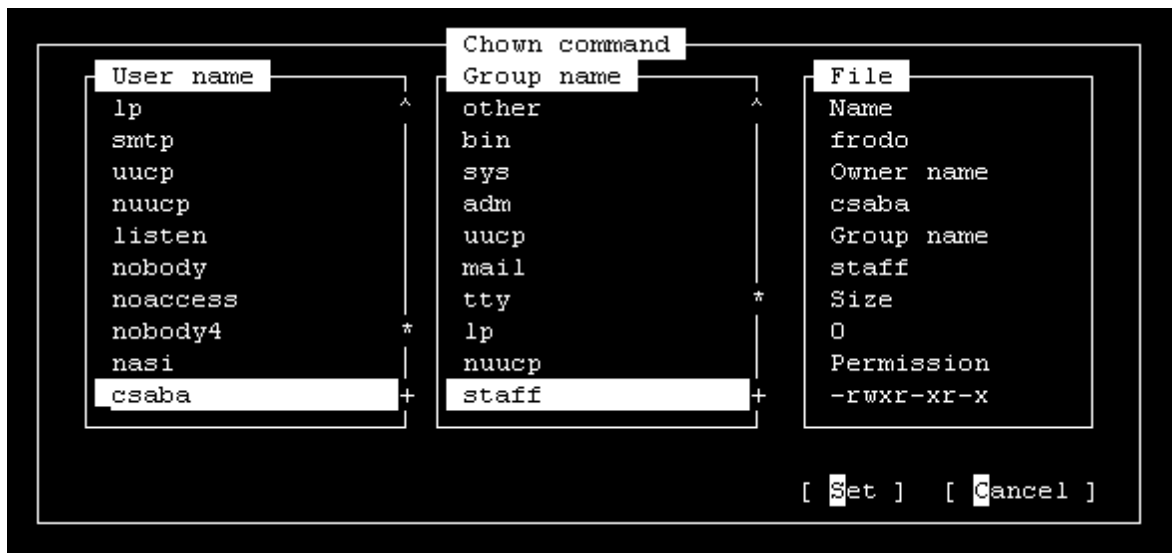 Chown command
User name
lp
smtp
uucp
nuucp
listen
nobody
noaccess
nobody4
nasi
csaba
Group name
other
bin
sys
adm
uucp
mail
tty
lp
nuucp
staff
File
Name
frodo
Owner name
csaba
Group name
staff
Size
0
Permission
-rwxr-xr-x
[ Set ] [ Cancel ]